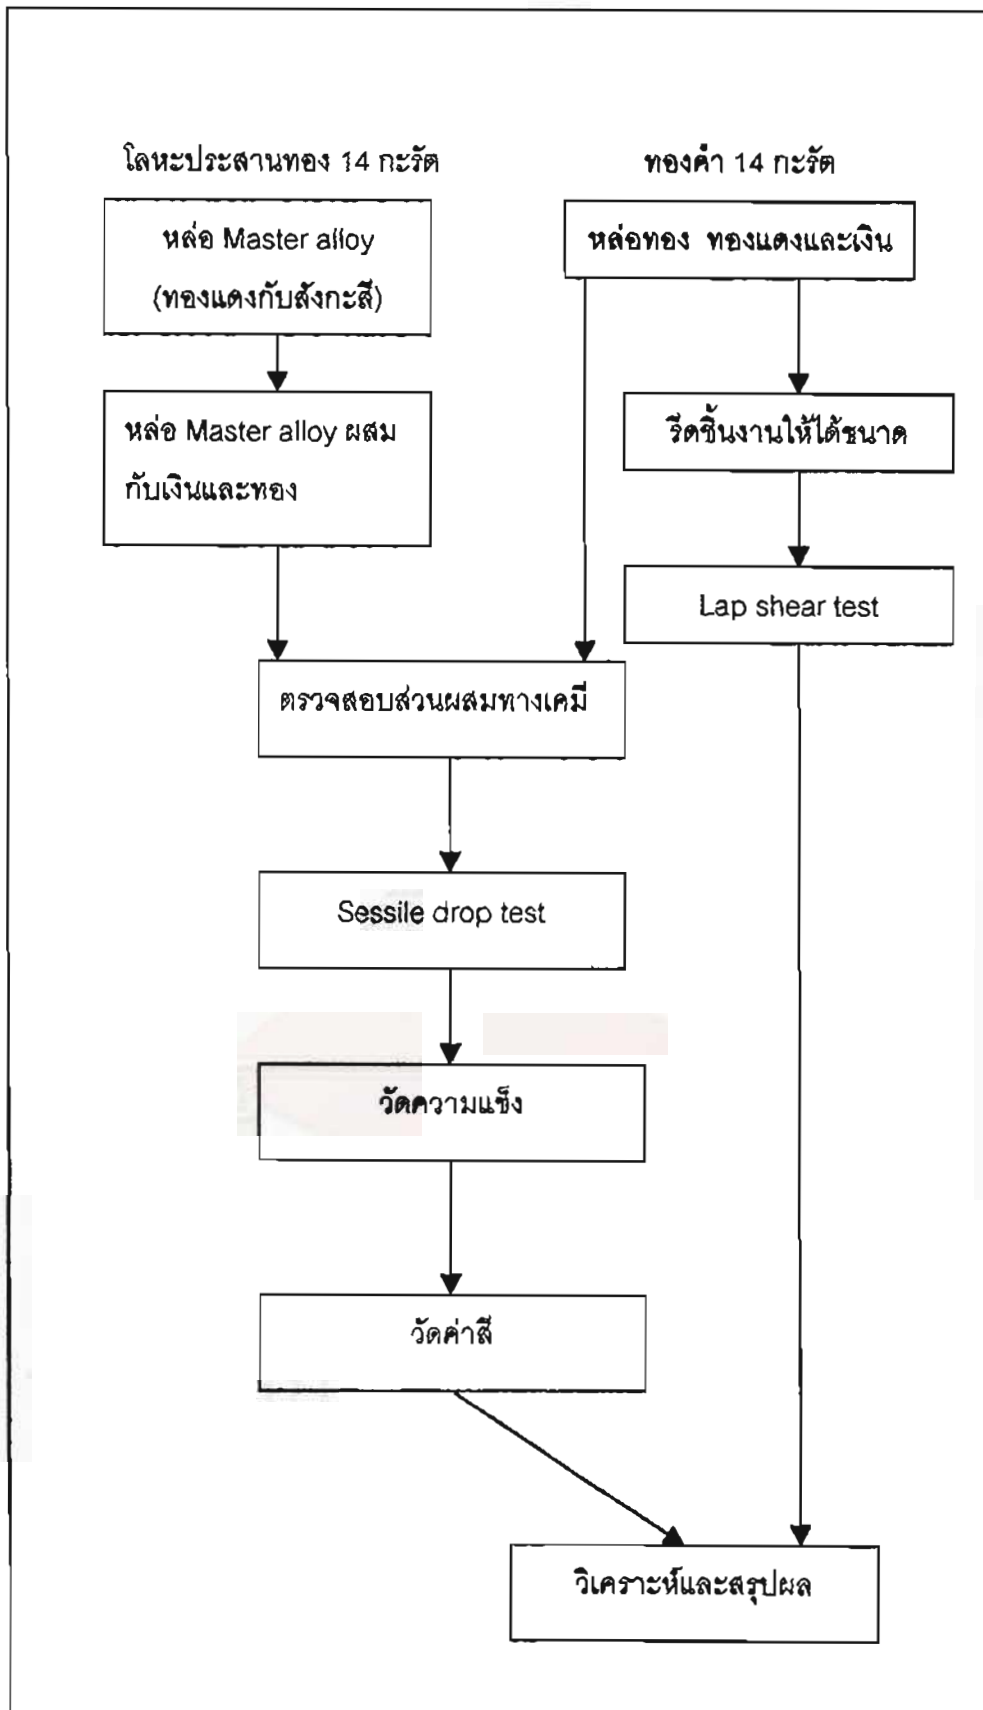 โลหะประสานทอง 14 กะรัต
ทองคำ 14 กะรัต
หล่อ Master alloy
(ทองแดงกับสังกะสี)
หล่อทอง ทองแดงและเงิน
หล่อ Master alloy ผสม
กับเงินและทอง
รีดชิ้นงานให้ได้ขนาด
Lap shear test
ตรวจสอบส่วนผสมทางเคมี
Sessile drop test
วัดความแข็ง
วัดค่าสี
วิเคราะห์และสรุปผล